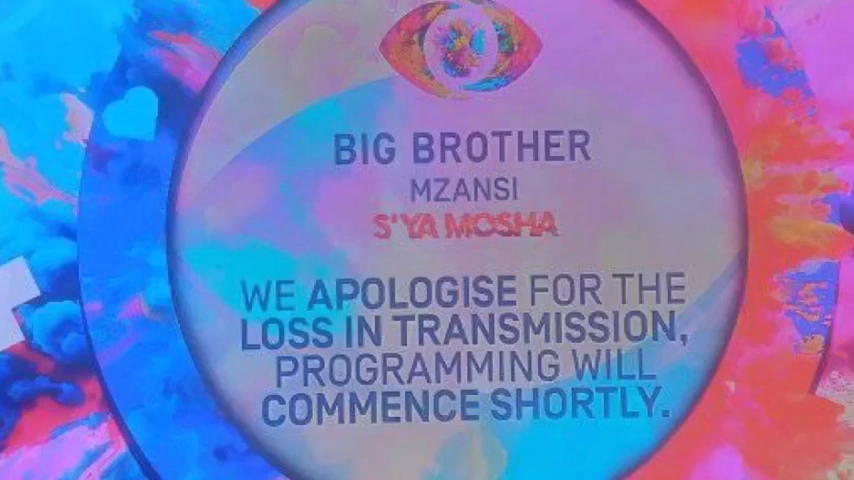 BIG BROTHER
MZANSI
S'YA MOSHA
WE APOLOGISE FOR THE
LOSS IN TRANSMISSION,
PROGRAMMING WILL
COMMENCE SHORTLY.